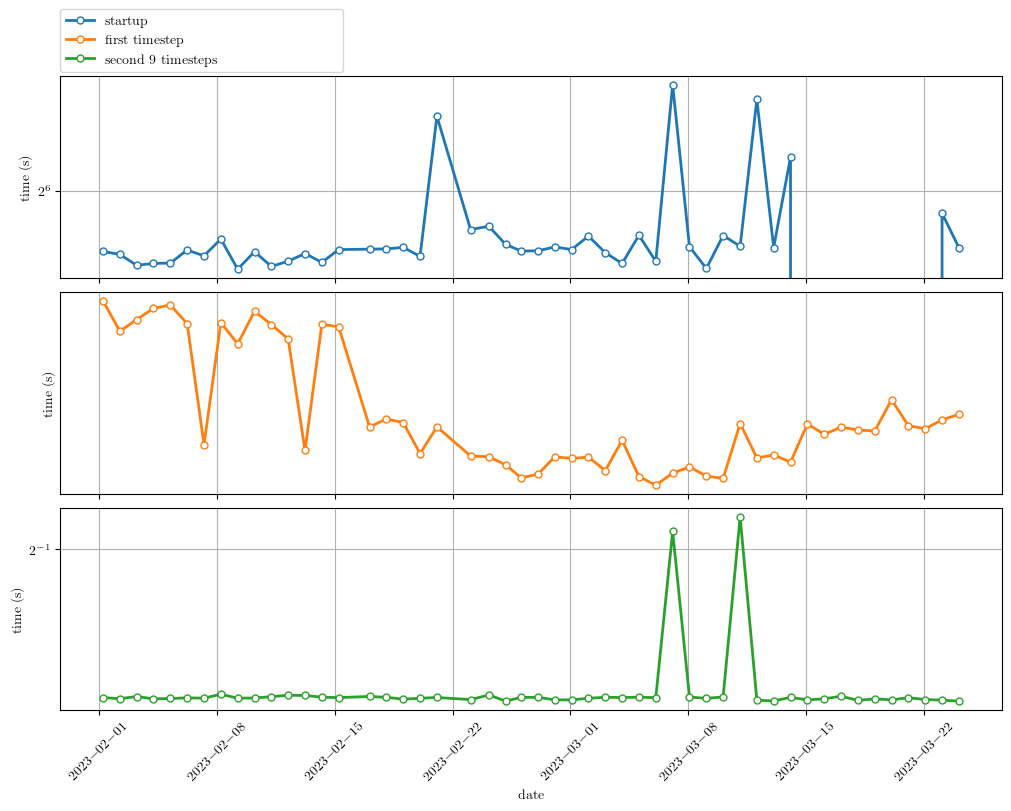 startup
first timestep
second 9 timesteps
time (s)
2^6
time (s)
time (s)
2^−1
2023−02−01
2023−02−08
2023−02−15
2023−02−22
2023−03−01
2023−03−08
2023−03−15
2023−03−22
date